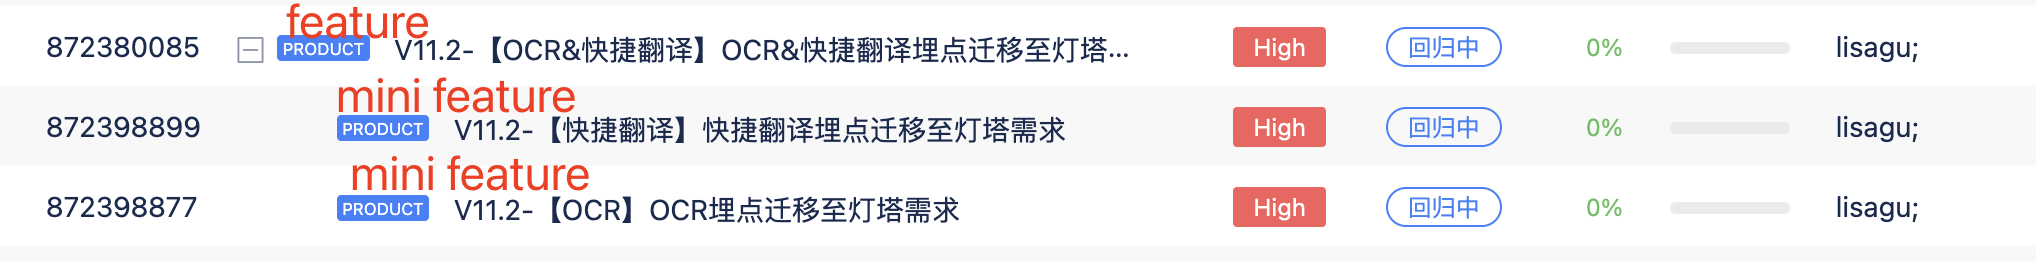 feature
872380085 PRODUCT V11.2-【OCR&快捷翻译】OCR&快捷翻译埋点迁移至灯塔... High 回归中 0% lisagu;
mini feature
872398899 PRODUCT V11.2-【快捷翻译】快捷翻译埋点迁移至灯塔需求 High 回归中 0% lisagu;
mini feature
872398877 PRODUCT V11.2-【OCR】OCR埋点迁移至灯塔需求 High 回归中 0% lisagu;